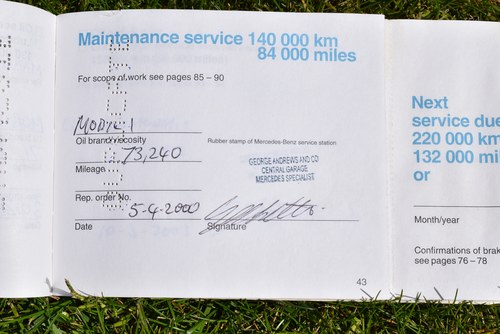 Maintenance service 140 000 km
84 000 miles
For scope of work see pages 85 – 90
MOBIL 1
Oil brand/viscosity
Rubber stamp of Mercedes-Benz service station
73,240
Mileage
GEORGE ANDREWS AND CO
CENTRAL GARAGE
MERCEDES SPECIALIST
Rep. order No.
5-4-2000
Date
Signature
43
Next
service due
220 000 km
132 000 mi
or
Month/year
Confirmations of brak
see pages 76 – 78